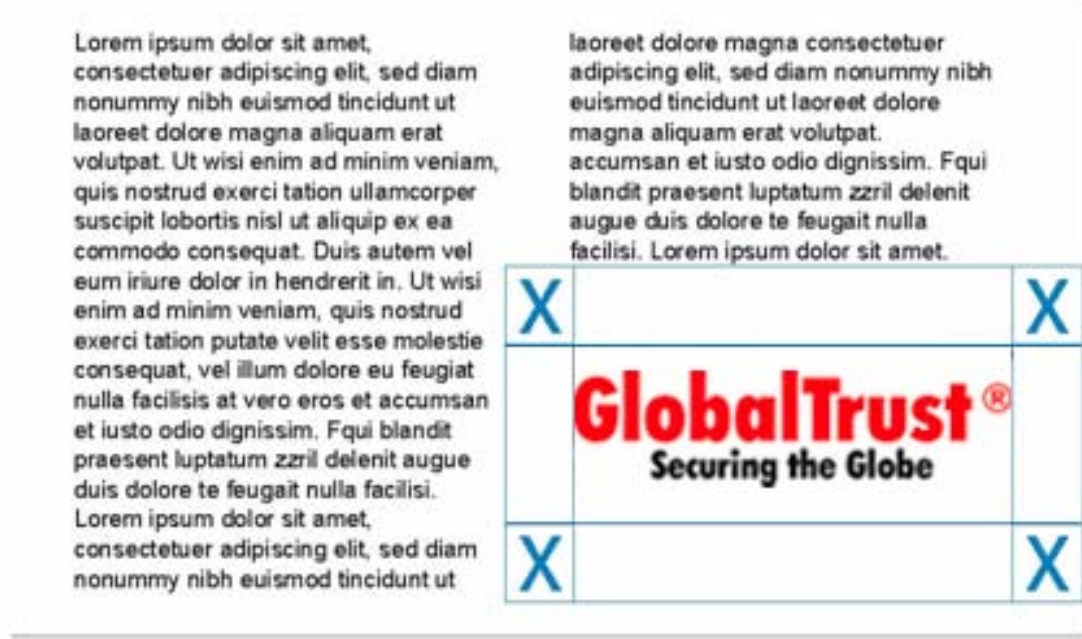 Lorem ipsum dolor sit amet,
consectetuer adipiscing elit, sed diam
nonummy nibh euismod tincidunt ut
laoreet dolore magna aliquam erat
volutpat. Ut wisi enim ad minim veniam,
quis nostrud exerci tation ullamcorper
suscipit lobortis nisl ut aliquip ex ea
commodo consequat. Duis autem vel
eum iriure dolor in hendrerit in. Ut wisi
enim ad minim veniam, quis nostrud
exerci tation putate velit esse molestie
consequat, vel illum dolore eu feugiat
nulla facilisis at vero eros et accumsan
et iusto odio dignissim. Fqui blandit
praesent luptatum zzril delenit augue
duis dolore te feugait nulla facilisi.
Lorem ipsum dolor sit amet,
consectetuer adipiscing elit, sed diam
nonummy nibh euismod tincidunt ut
laoreet dolore magna consectetuer
adipiscing elit, sed diam nonummy nibh
euismod tincidunt ut laoreet dolore
magna aliquam erat volutpat.
accumsan et iusto odio dignissim. Fqui
blandit praesent luptatum zzril delenit
augue duis dolore te feugait nulla
facilisi. Lorem ipsum dolor sit amet.
X X
GlobalTrust®
Securing the Globe
X X